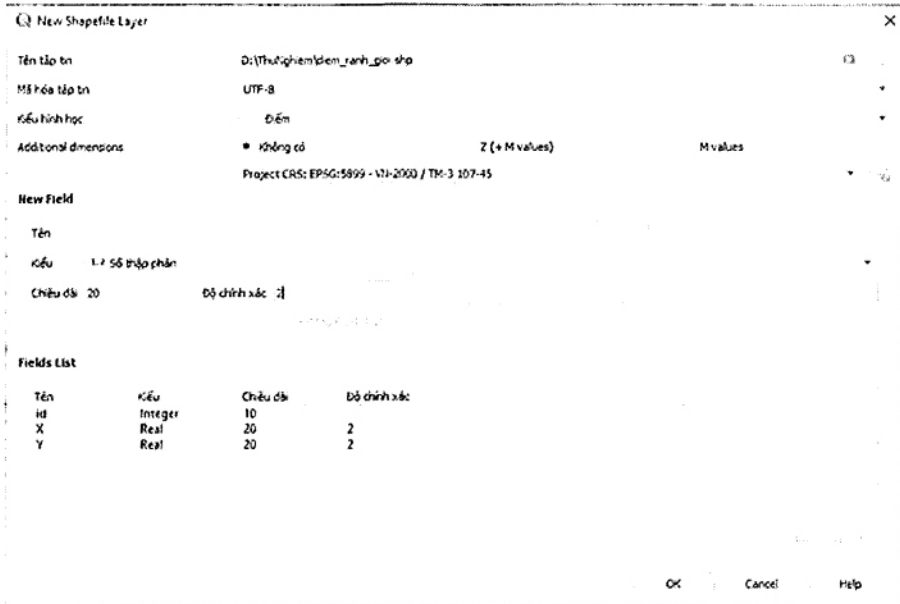 New Shapefile Layer
Tên tập tin D:\ThuNghiem\diem_ranh_gioi.shp
Mã hóa tập tin UTF-8
Kiểu hình học Điểm
Additional dimensions Không có Z (+ M values) M values
Project CRS: EPSG:5899 - VN-2000 / TM-3 107-45
New Field
Tên
Kiểu 1.2 Số thập phân
Chiều dài 20 Độ chính xác 2
Fields List
Tên Kiểu Chiều dài Độ chính xác
id Integer 10
X Real 20 2
Y Real 20 2
OK Cancel Help